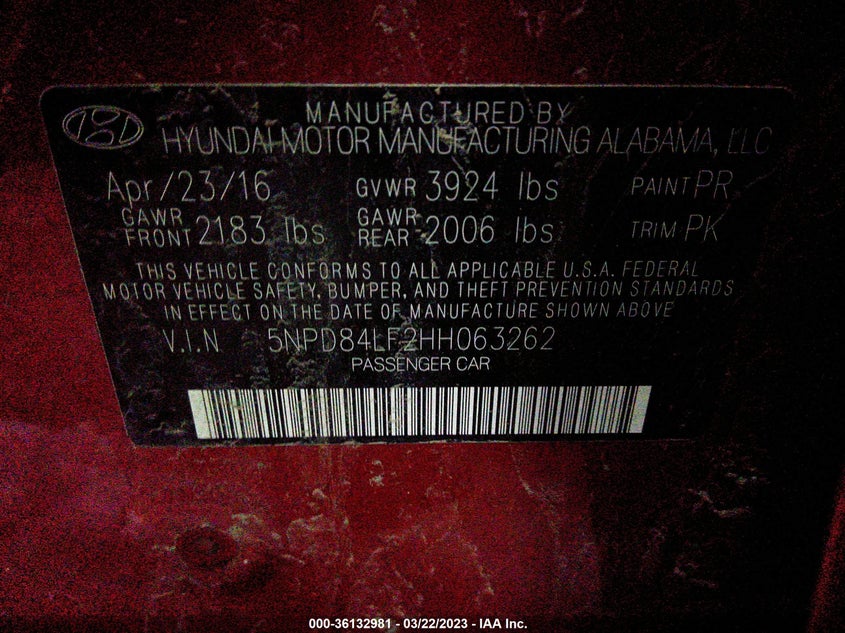 MANUFACTURED BY
HYUNDAI MOTOR MANUFACTURING ALABAMA, LLC
Apr/23/16 GVWR 3924 lbs PAINT PR
GAWR FRONT 2183 lbs GAWR REAR 2006 lbs TRIM PK
THIS VEHICLE CONFORMS TO ALL APPLICABLE U.S.A. FEDERAL
MOTOR VEHICLE SAFETY, BUMPER, AND THEFT PREVENTION STANDARDS
IN EFFECT ON THE DATE OF MANUFACTURE SHOWN ABOVE
V.I.N 5NPD84LF2HH063262
PASSENGER CAR
000-36132981 - 03/22/2023 - IAA Inc.